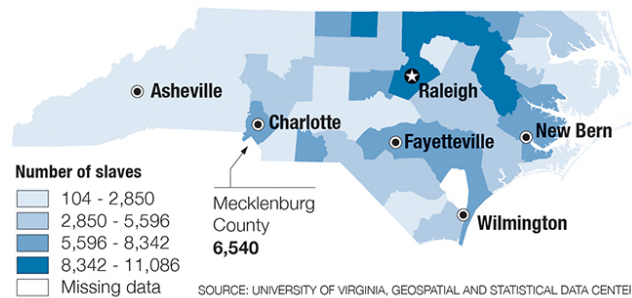 Asheville
Raleigh
Charlotte
Fayetteville
New Bern
Number of slaves
104 - 2,850
2,850 - 5,596
5,596 - 8,342
8,342 - 11,086
Missing data
Mecklenburg
County
6,540
Wilmington
SOURCE: UNIVERSITY OF VIRGINIA, GEOSPATIAL AND STATISTICAL DATA CENTER